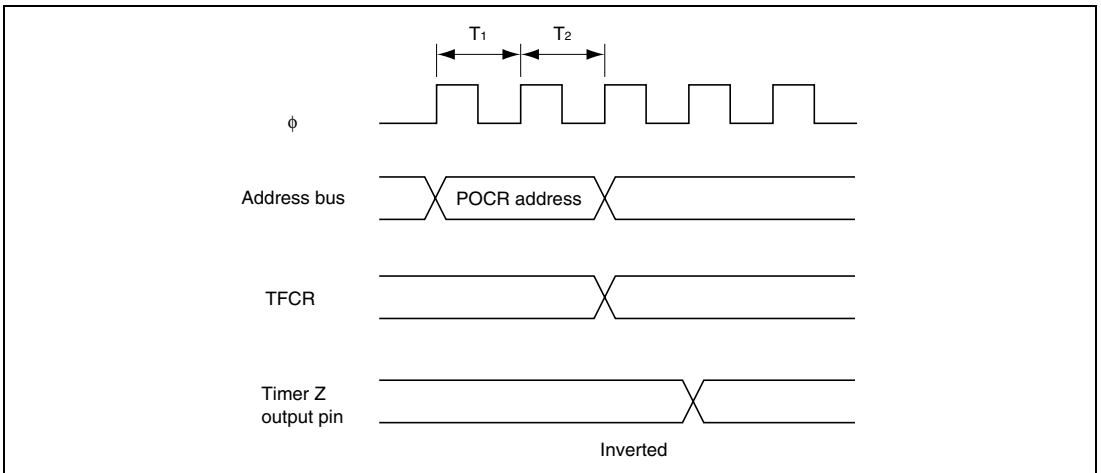 T1 T2
ϕ
Address bus POCR address
TFCR
Timer Z
output pin
Inverted